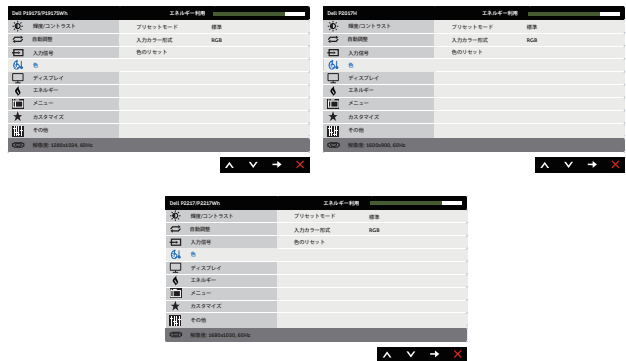 Dell P1917S/P1917SWh エネルギー利用
輝度/コントラスト プリセットモード 標準
自動調整 入力カラー形式 RGB
入力信号 色のリセット
色
ディスプレイ
エネルギー
メニュー
カスタマイズ
その他
解像度: 1280x1024, 60Hz
Dell P2017H エネルギー利用
輝度/コントラスト プリセットモード 標準
自動調整 入力カラー形式 RGB
入力信号 色のリセット
色
ディスプレイ
エネルギー
メニュー
カスタマイズ
その他
解像度: 1600x900, 60Hz
Dell P2217/P2217Wh エネルギー利用
輝度/コントラスト プリセットモード 標準
自動調整 入力カラー形式 RGB
入力信号 色のリセット
色
ディスプレイ
エネルギー
メニュー
カスタマイズ
その他
解像度: 1680x1050, 60Hz